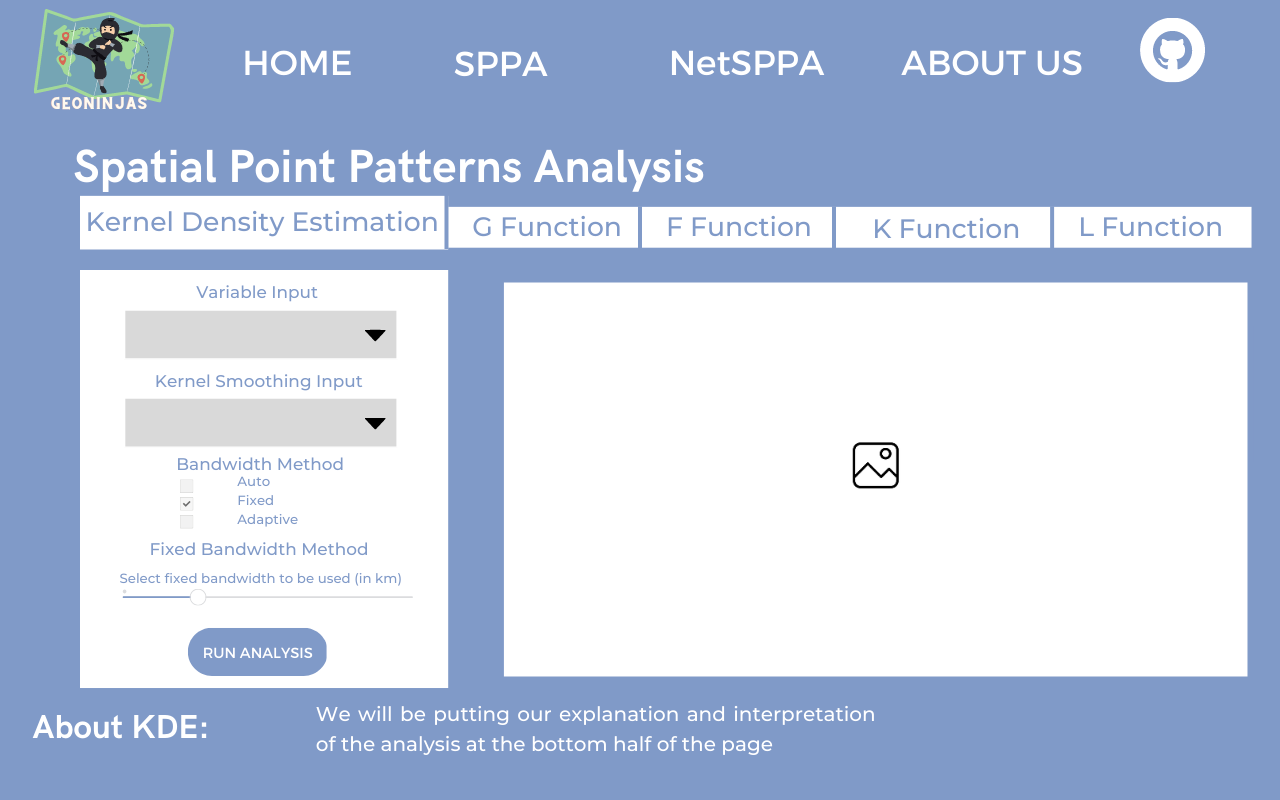 GEONINJAS
HOME
SPPA
NetSPPA
ABOUT US
Spatial Point Patterns Analysis
Kernel Density Estimation
G Function
F Function
K Function
L Function
Variable Input
Kernel Smoothing Input
Bandwidth Method
Auto
Fixed
Adaptive
Fixed Bandwidth Method
Select fixed bandwidth to be used (in km)
RUN ANALYSIS
About KDE:
We will be putting our explanation and interpretation
of the analysis at the bottom half of the page